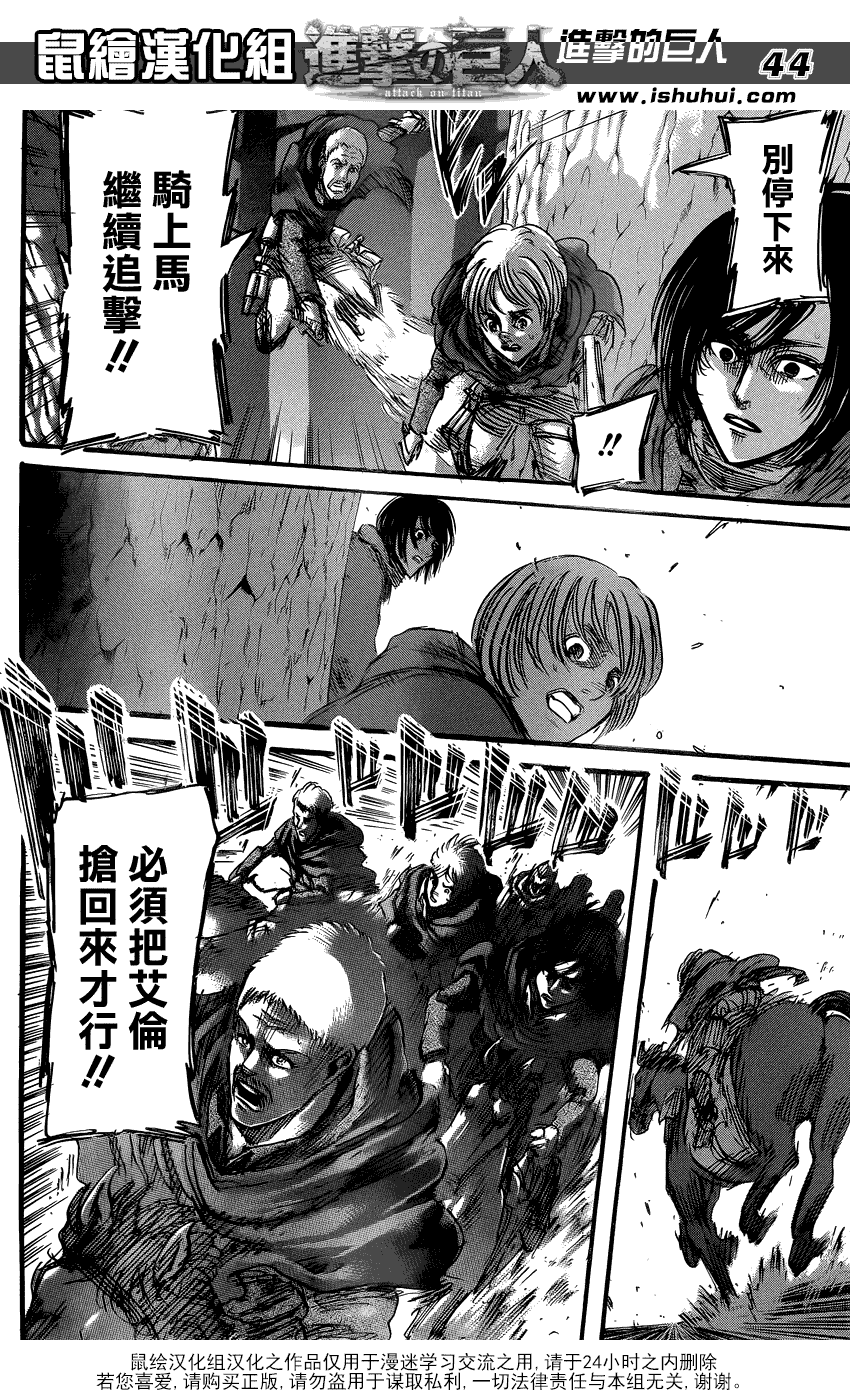 鼠繪漢化組
進撃の巨人
attack on titan
進撃的巨人
44
www.ishuhui.com
別停下來
!!
騎上馬
繼續追擊!!
必須把艾倫
搶回來才行!!
鼠绘汉化组汉化之作品仅用于漫迷学习交流之用,请于24小时之内删除
若您喜爱,请购买正版,请勿盗用于谋取私利,一切法律责任与本组无关,谢谢。